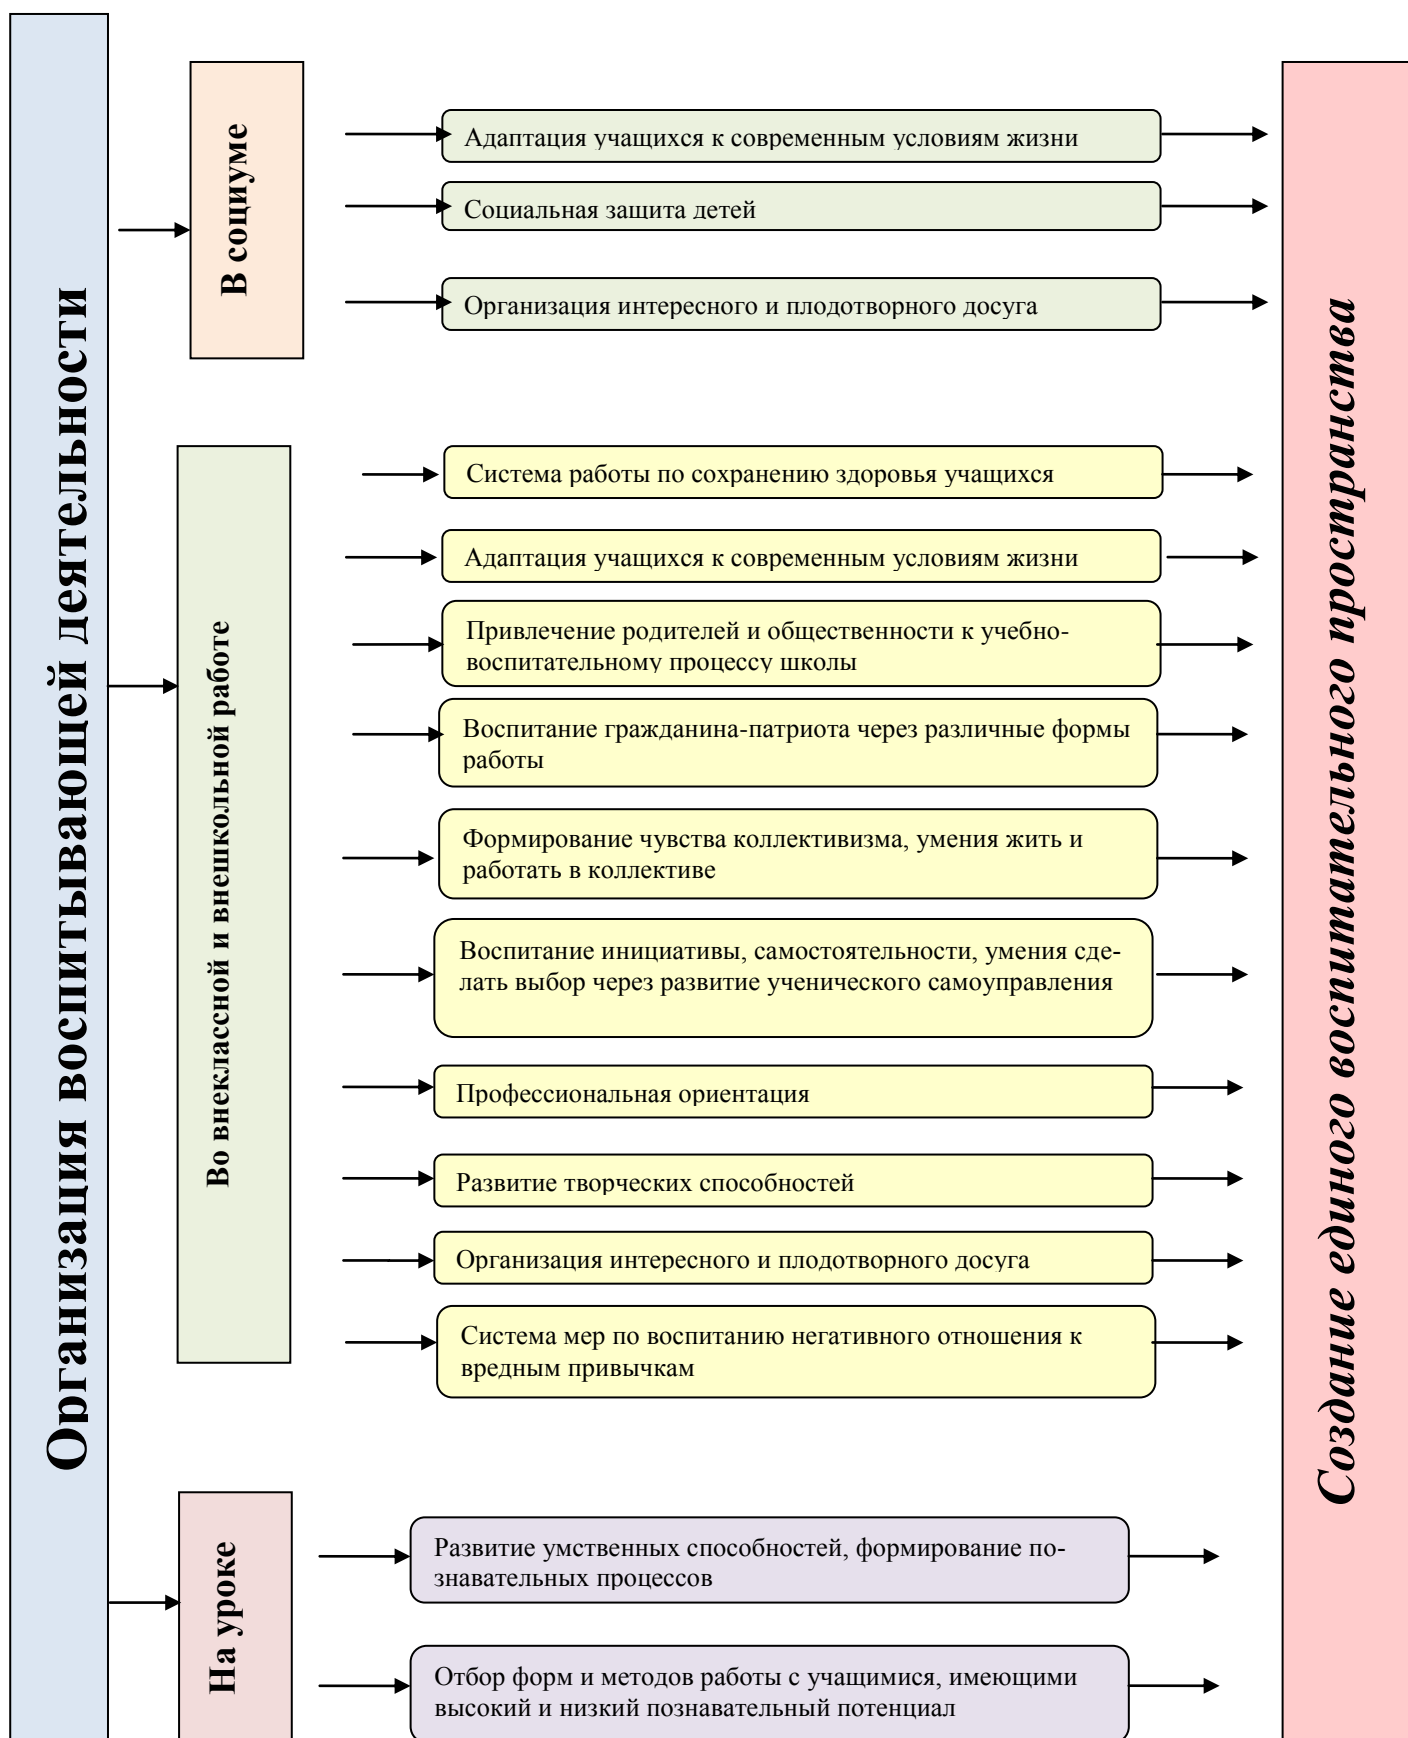 Организация воспитывающей деятельности
В социуме
Адаптация учащихся к современным условиям жизни
Социальная защита детей
Организация интересного и плодотворного досуга
Во внеклассной и внешкольной работе
Система работы по сохранению здоровья учащихся
Адаптация учащихся к современным условиям жизни
Привлечение родителей и общественности к учебно-
воспитательному процессу школы
Воспитание гражданина-патриота через различные формы
работы
Формирование чувства коллективизма, умения жить и
работать в коллективе
Воспитание инициативы, самостоятельности, умения сде-
лать выбор через развитие ученического самоуправления
Профессиональная ориентация
Развитие творческих способностей
Организация интересного и плодотворного досуга
Система мер по воспитанию негативного отношения к
вредным привычкам
На уроке
Развитие умственных способностей, формирование по-
знавательных процессов
Отбор форм и методов работы с учащимися, имеющими
высокий и низкий познавательный потенциал
Создание единого воспитательного пространства